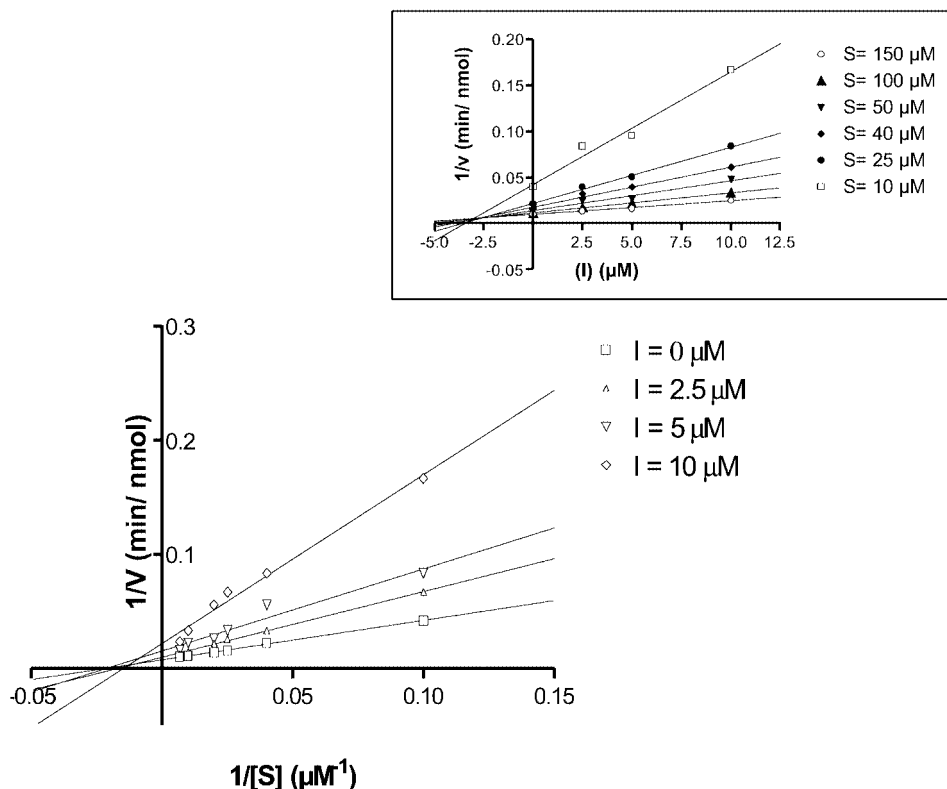 0.20
0.15
0.10
0.05
-0.05
-5.0 -2.5 2.5 5.0 7.5 10.0 12.5
1/v (min/ nmol)
(I) (µM)
S= 150 µM
S= 100 µM
S= 50 µM
S= 40 µM
S= 25 µM
S= 10 µM
0.3
0.2
0.1
-0.05 0.00 0.05 0.10 0.15
1/V (min/ nmol)
1/[S] (µM⁻¹)
I = 0 µM
I = 2.5 µM
I = 5 µM
I = 10 µM